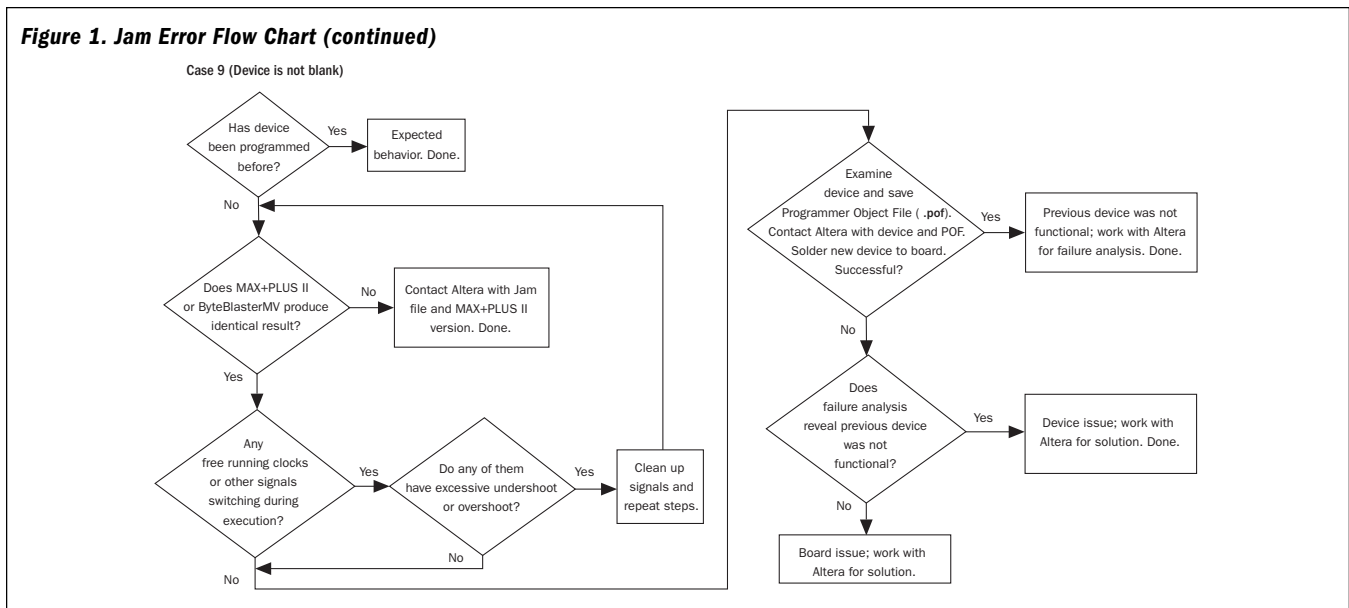 Figure 1. Jam Error Flow Chart (continued)
Case 9 (Device is not blank)
Has device
been programmed
before?
Yes
Expected
behavior. Done.
No
Does MAX+PLUS II
or ByteBlasterMV produce
identical result?
No
Contact Altera with Jam
file and MAX+PLUS II
version. Done.
Yes
Any
free running clocks
or other signals
switching during
execution?
Yes
Do any of them
have excessive undershoot
or overshoot?
Yes
Clean up
signals and
repeat steps.
No
No
Examine
device and save
Programmer Object File ( .pof).
Contact Altera with device and POF.
Solder new device to board.
Successful?
Yes
Previous device was not
functional; work with Altera
for failure analysis. Done.
No
Does
failure analysis
reveal previous device
was not
functional?
Yes
Device issue; work with
Altera for solution. Done.
No
Board issue; work with
Altera for solution.